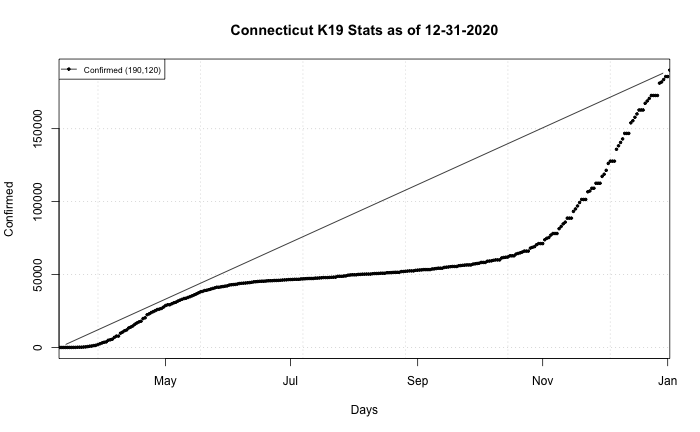 Connecticut K19 Stats as of 12-31-2020
Confirmed (190,120)
150000
100000
50000
0
Confirmed
May Jul Sep Nov Jan
Days